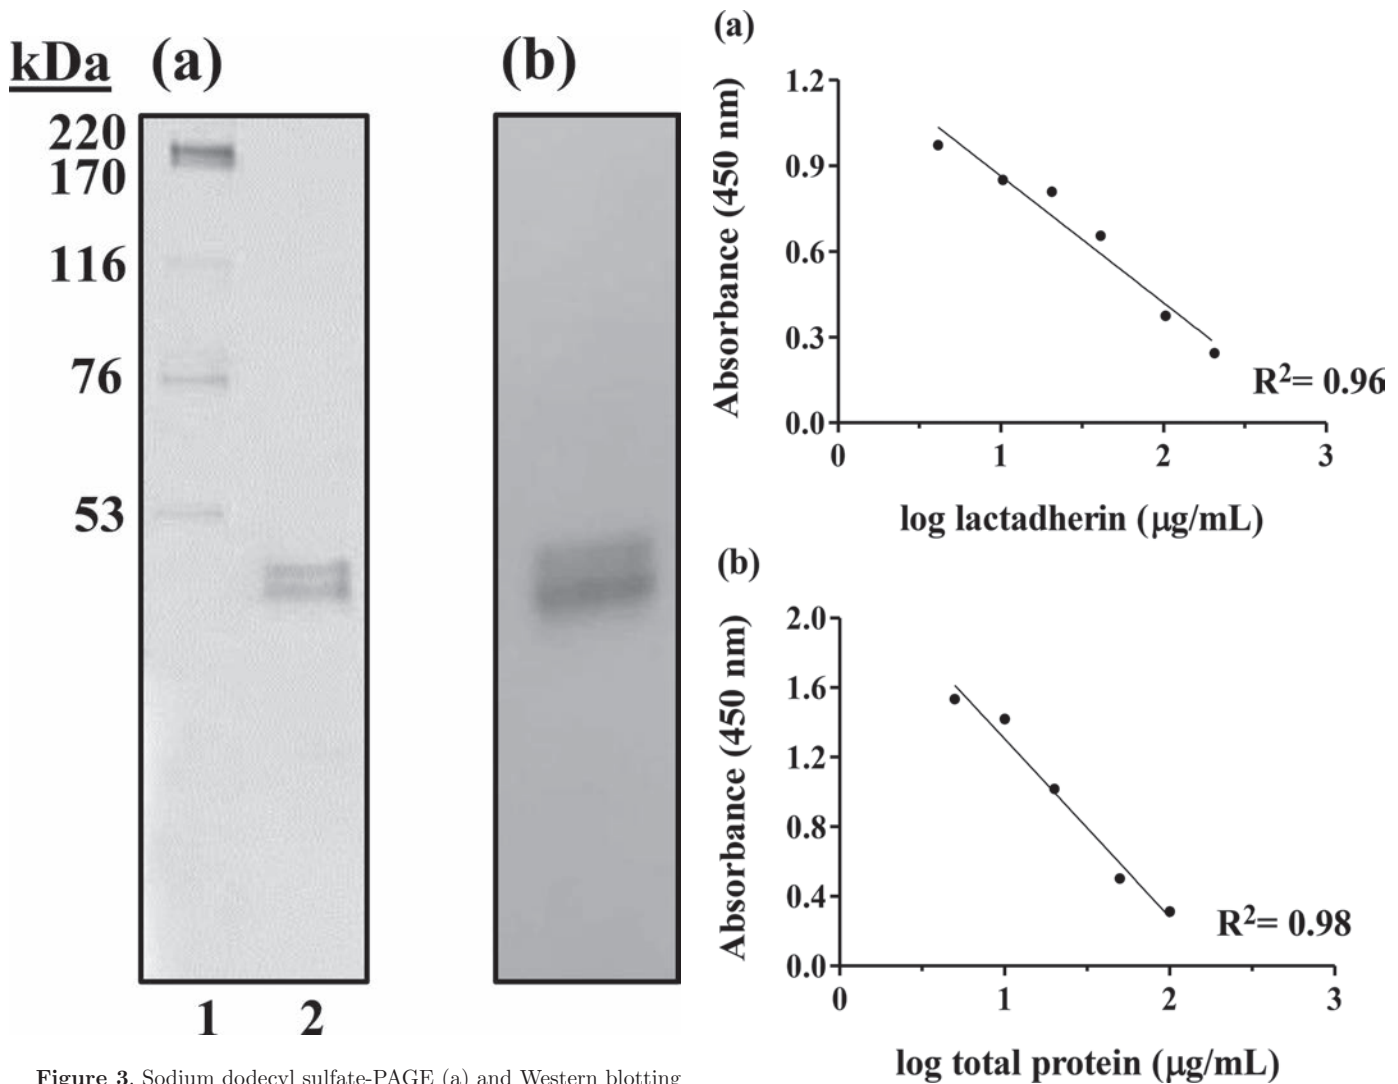 kDa (a) (b)
220
170
116
76
53
1 2
Figure 3. Sodium dodecyl sulfate-PAGE (a) and Western blotting
(a)
Absorbance (450 nm)
1.2
0.9
0.6
0.3
0.0
R²= 0.96
0 1 2 3
log lactadherin (μg/mL)
(b)
Absorbance (450 nm)
2.0
1.6
1.2
0.8
0.4
0.0
R²= 0.98
0 1 2 3
log total protein (μg/mL)